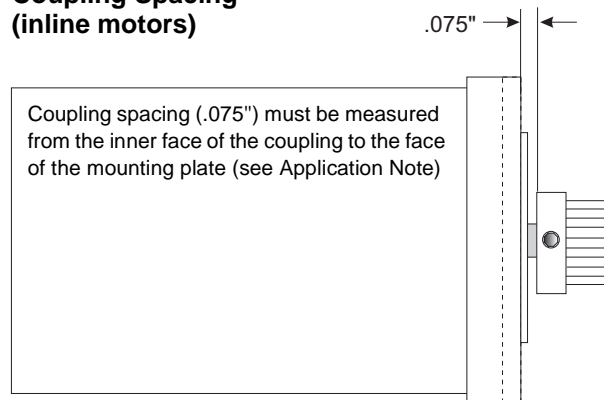 Coupling Spacing
(inline motors)
.075"
Coupling spacing (.075") must be measured
from the inner face of the coupling to the face
of the mounting plate (see Application Note)